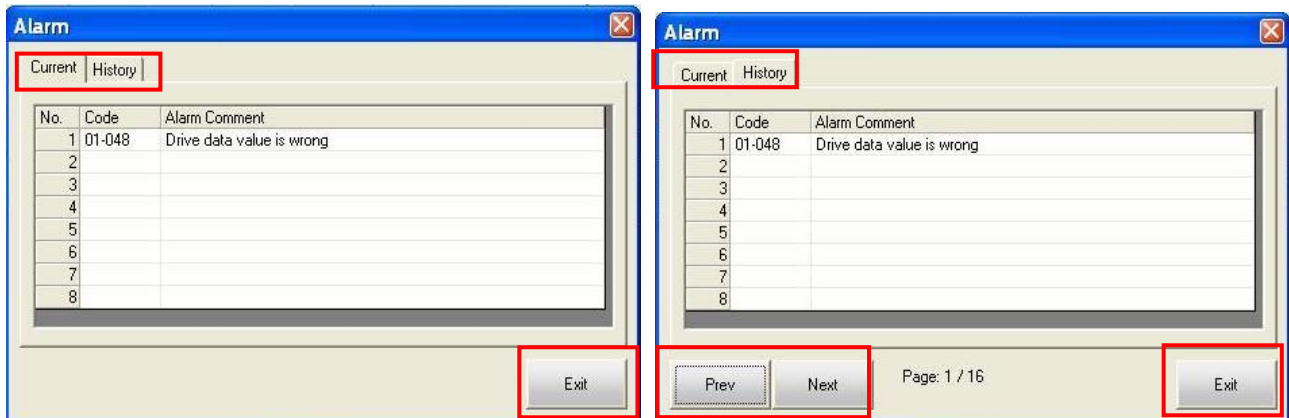 Alarm
Current History
No. Code Alarm Comment
1 01-048 Drive data value is wrong
2
3
4
5
6
7
8
Exit
Alarm
Current History
No. Code Alarm Comment
1 01-048 Drive data value is wrong
2
3
4
5
6
7
8
Prev Next Page: 1 / 16 Exit